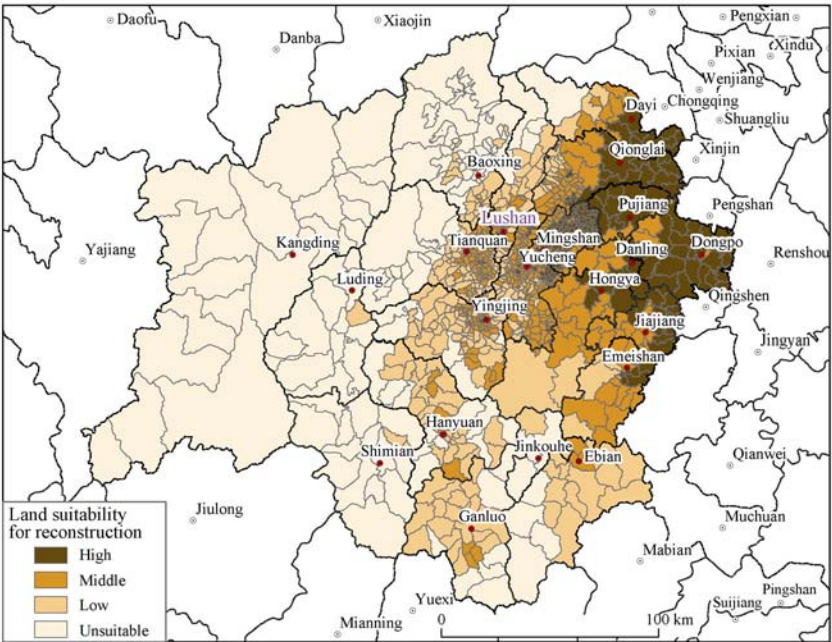 Daofu
Xiaojin
Pengxian
Danba
Xindu
Pixian
Wenjiang
Dayi
Chongqing
Shuangliu
Qionglai
Xinjin
Baoxing
Pujiang
Pengshan
Lushan
Kangding
Tianquan
Mingshan
Danling
Dongpo
Yajiang
Yucheng
Renshou
Luding
Hongya
Qingshen
Yingjing
Jiajiang
Jingyan
Emeishan
Hanyuan
Shimian
Jinkouhe
Ebian
Qianwei
Jiulong
Ganluo
Muchuan
Mabian
Yuexi
Pingshan
Suijiang
Mianning
Land suitability
for reconstruction
High
Middle
Low
Unsuitable
0
100 km